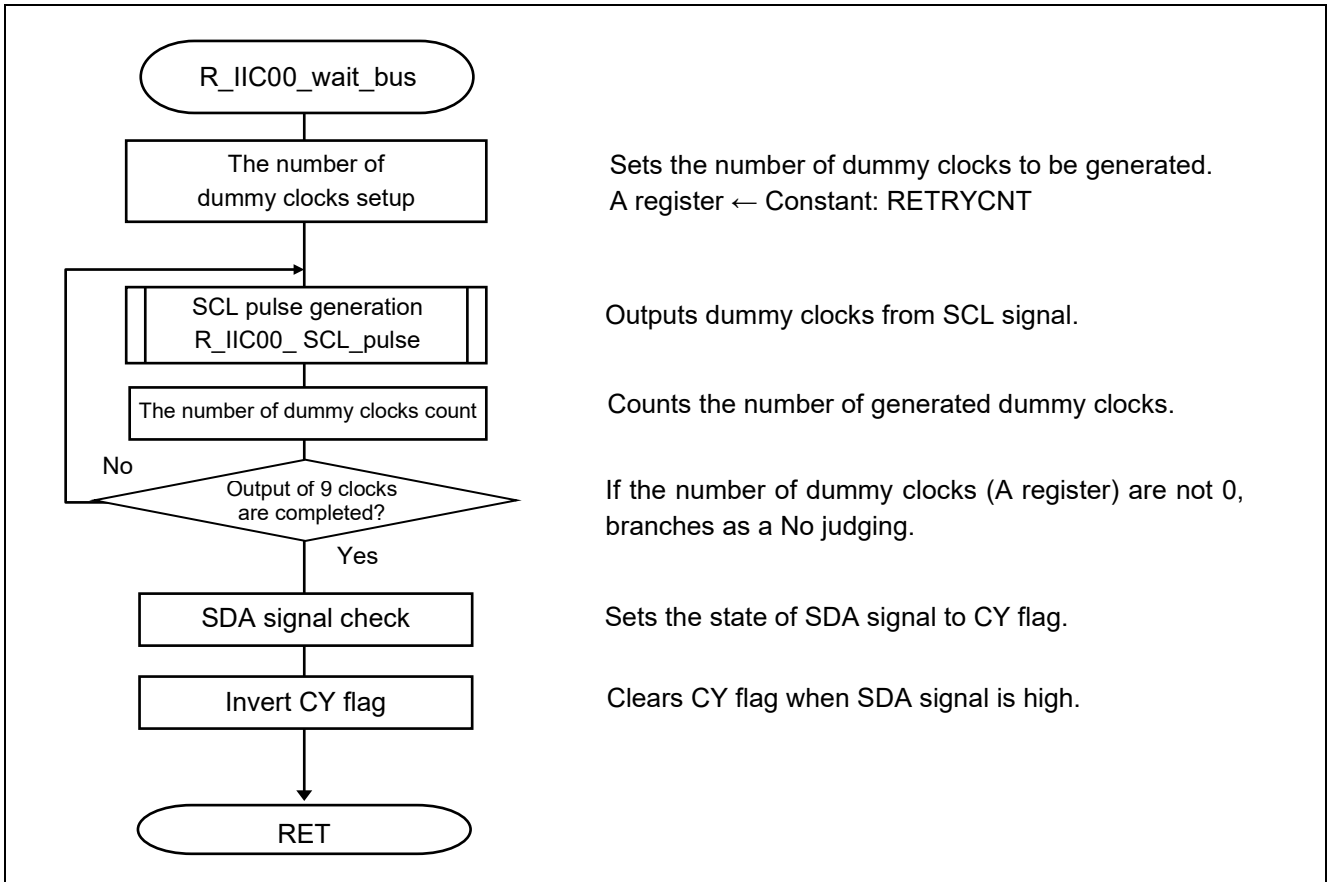 R_IIC00_wait_bus
The number of
dummy clocks setup
Sets the number of dummy clocks to be generated.
A register ← Constant: RETRYCNT
SCL pulse generation
R_IIC00_ SCL_pulse
Outputs dummy clocks from SCL signal.
The number of dummy clocks count
Counts the number of generated dummy clocks.
No
Output of 9 clocks
are completed?
If the number of dummy clocks (A register) are not 0,
branches as a No judging.
Yes
SDA signal check
Sets the state of SDA signal to CY flag.
Invert CY flag
Clears CY flag when SDA signal is high.
RET